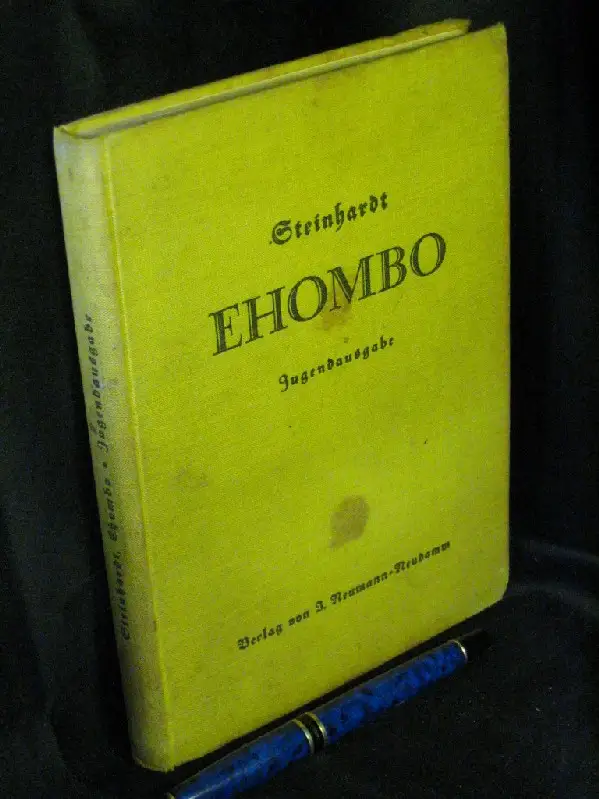 Steinhardt
EHOMBO
Jugendausgabe
Verlag von J. Neumann-Neudamm
Steinhardt, Ehombo * Jugendausgabe